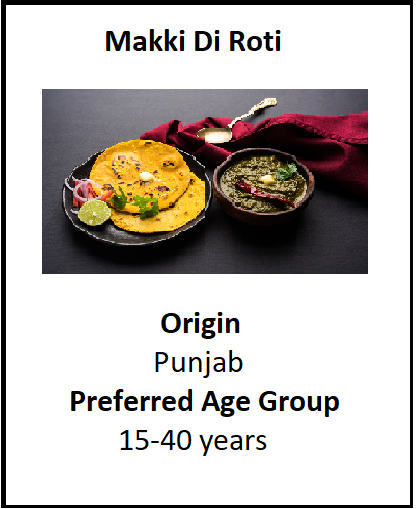 Makki Di Roti
Origin
Punjab
Preferred Age Group
15-40 years